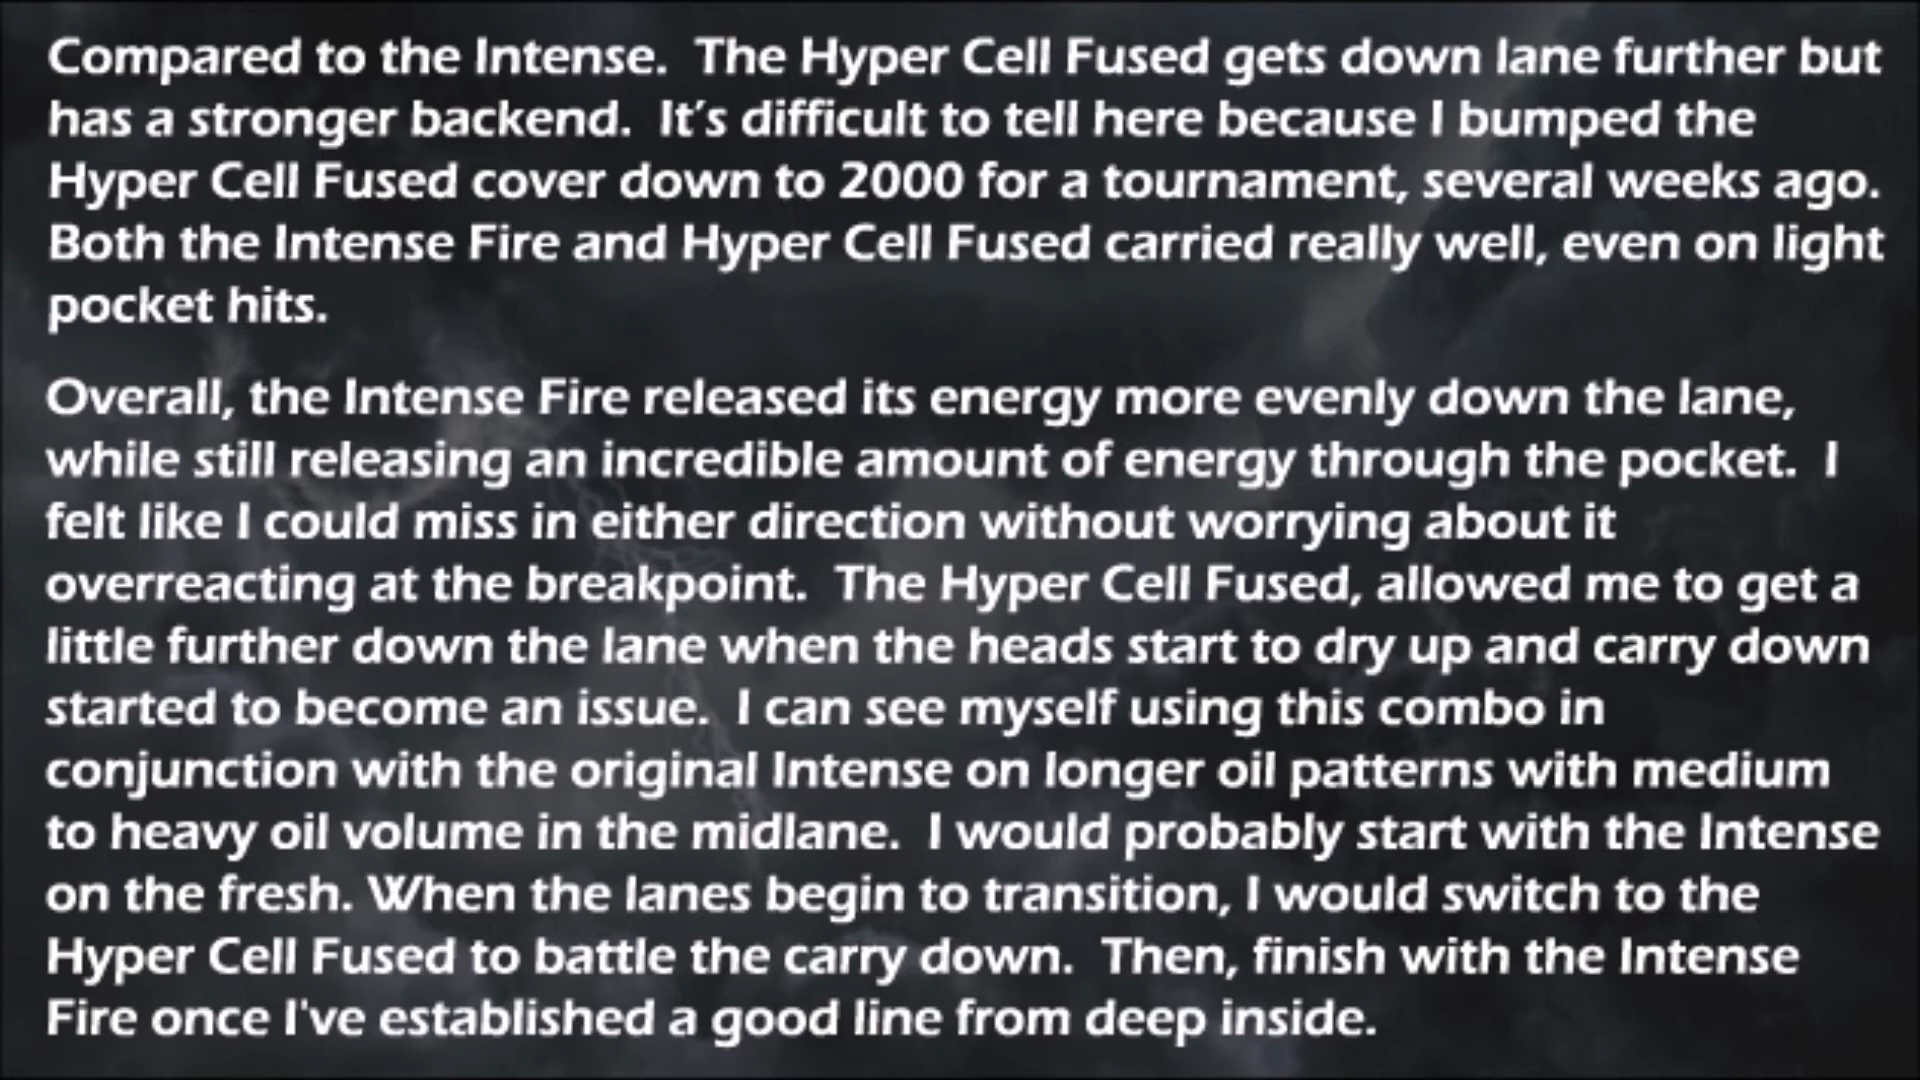 Compared to the Intense.  The Hyper Cell Fused gets down lane further but
has a stronger backend.  It's difficult to tell here because I bumped the
Hyper Cell Fused cover down to 2000 for a tournament, several weeks ago.
Both the Intense Fire and Hyper Cell Fused carried really well, even on light
pocket hits.
Overall, the Intense Fire released its energy more evenly down the lane,
while still releasing an incredible amount of energy through the pocket.  I
felt like I could miss in either direction without worrying about it
overreacting at the breakpoint.  The Hyper Cell Fused, allowed me to get a
little further down the lane when the heads start to dry up and carry down
started to become an issue.  I can see myself using this combo in
conjunction with the original Intense on longer oil patterns with medium
to heavy oil volume in the midlane.  I would probably start with the Intense
on the fresh. When the lanes begin to transition, I would switch to the
Hyper Cell Fused to battle the carry down.  Then, finish with the Intense
Fire once I've established a good line from deep inside.